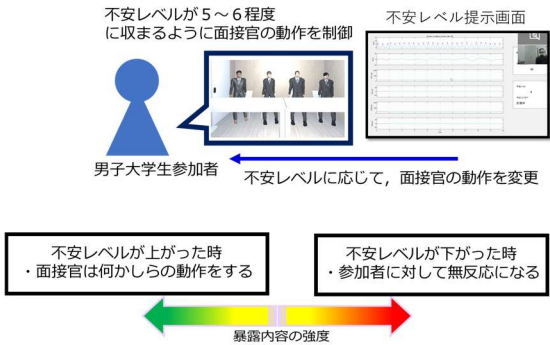 不安レベルが５～６程度
に収まるように面接官の動作を制御
不安レベル提示画面
男子大学生参加者
不安レベルに応じて，面接官の動作を変更
不安レベルが上がった時
・面接官は何かしらの動作をする
不安レベルが下がった時
・参加者に対して無反応になる
暴露内容の強度